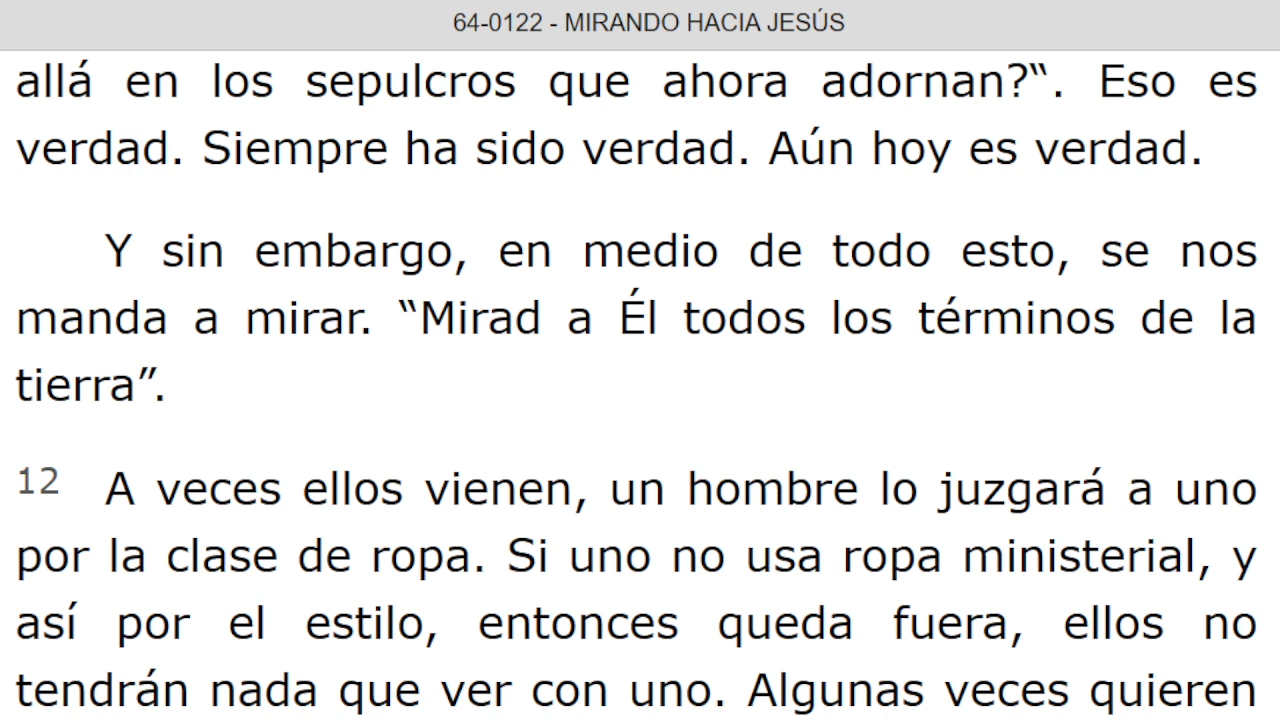 64-0122 - MIRANDO HACIA JESÚS
allá en los sepulcros que ahora adornan?“. Eso es
verdad. Siempre ha sido verdad. Aún hoy es verdad.
Y sin embargo, en medio de todo esto, se nos
manda a mirar. “Mirad a Él todos los términos de la
tierra”.
12 A veces ellos vienen, un hombre lo juzgará a uno
por la clase de ropa. Si uno no usa ropa ministerial, y
así por el estilo, entonces queda fuera, ellos no
tendrán nada que ver con uno. Algunas veces quieren